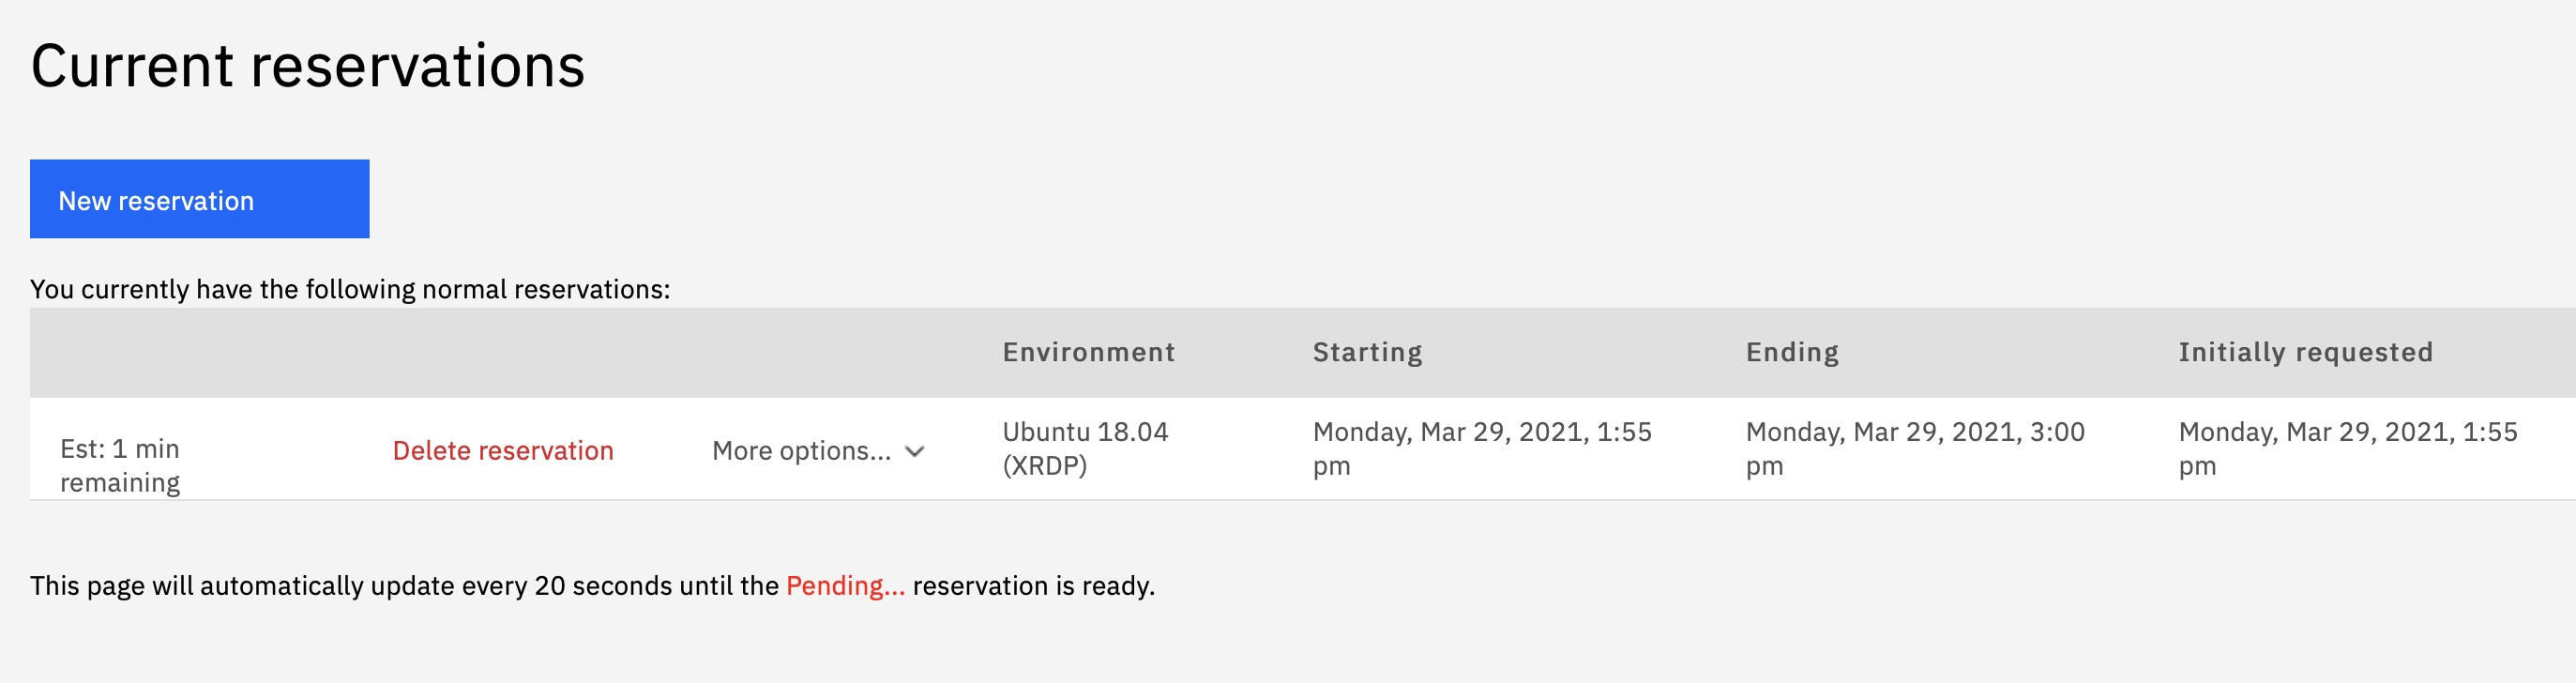 Current reservations
New reservation
You currently have the following normal reservations:
Environment Starting Ending Initially requested
Est: 1 min remaining Delete reservation More options... Ubuntu 18.04 (XRDP) Monday, Mar 29, 2021, 1:55 pm Monday, Mar 29, 2021, 3:00 pm Monday, Mar 29, 2021, 1:55 pm
This page will automatically update every 20 seconds until the Pending... reservation is ready.